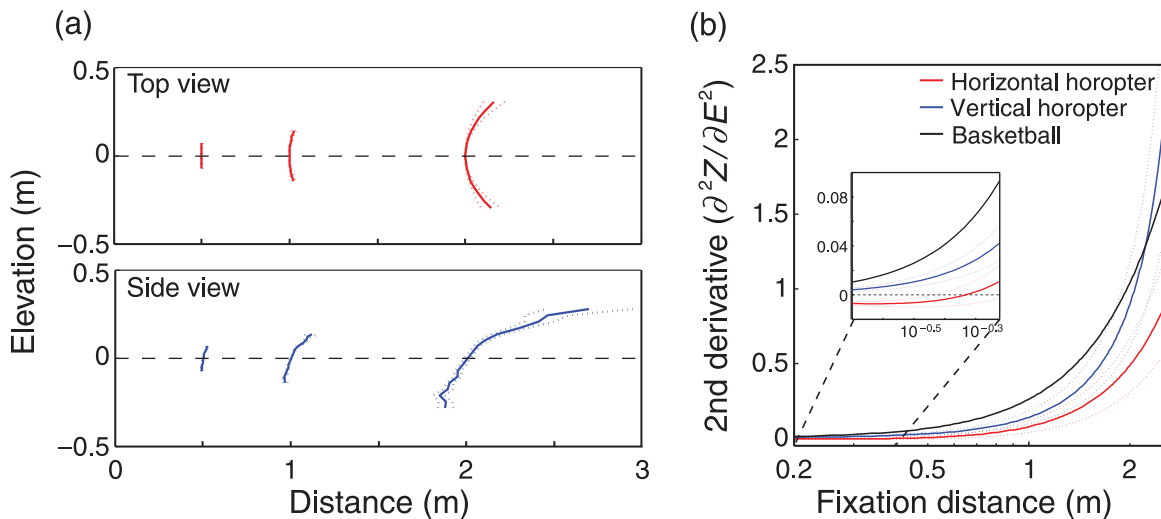 (a)
0.5
Top view
0
−0.5
0.5
Side view
0
−0.5
0
1
2
3
Elevation (m)
Distance (m)
(b)
2.5
2
1.5
1
0.5
0
2nd derivative (∂²Z/∂E²)
Horizontal horopter
Vertical horopter
Basketball
0.08
0.04
0
10^-0.5
10^-0.3
0.2
0.5
1
2
Fixation distance (m)